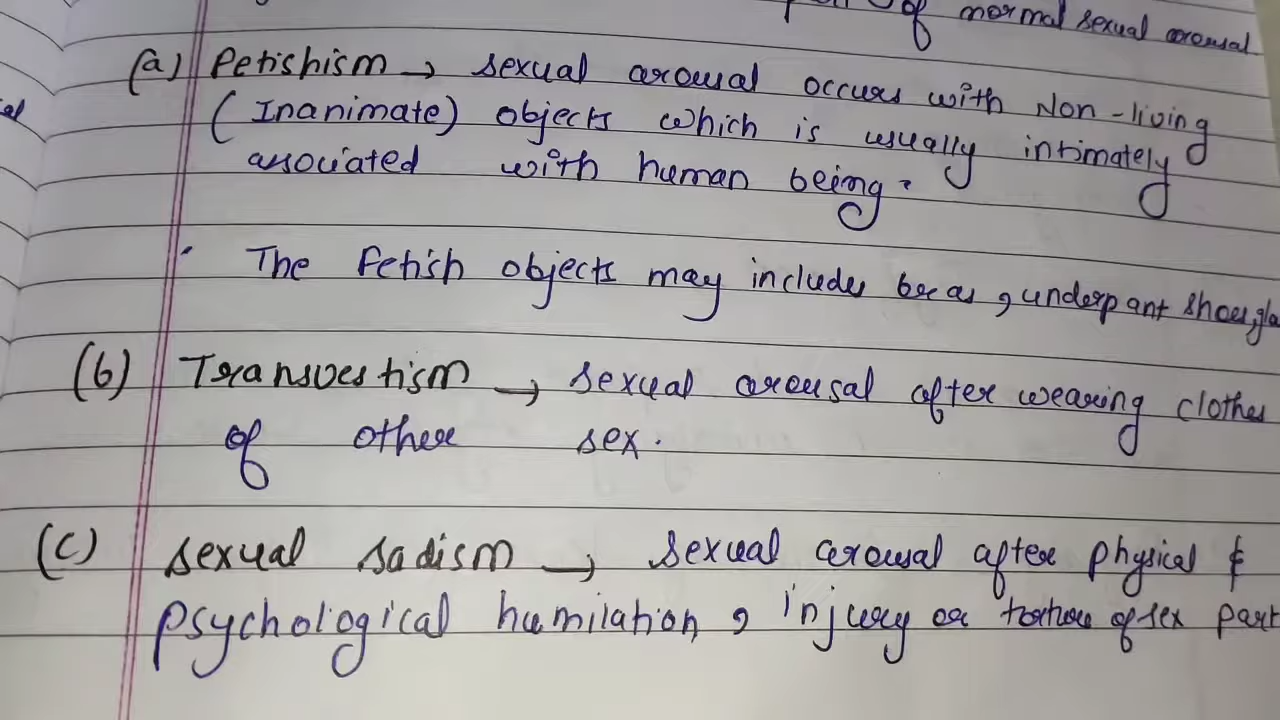 of normal sexual arousal
(a) Fetishism → sexual arousal occurs with Non-living
(Inanimate) objects which is usually intimately
associated with human being.
The Fetish objects may includes bras, underpant shoes, gla
(b) Transvestism → sexual arousal after wearing clothes
of other sex.
(c) sexual sadism → sexual arousal after physical &
psychological humilation, injury or torture of sex part